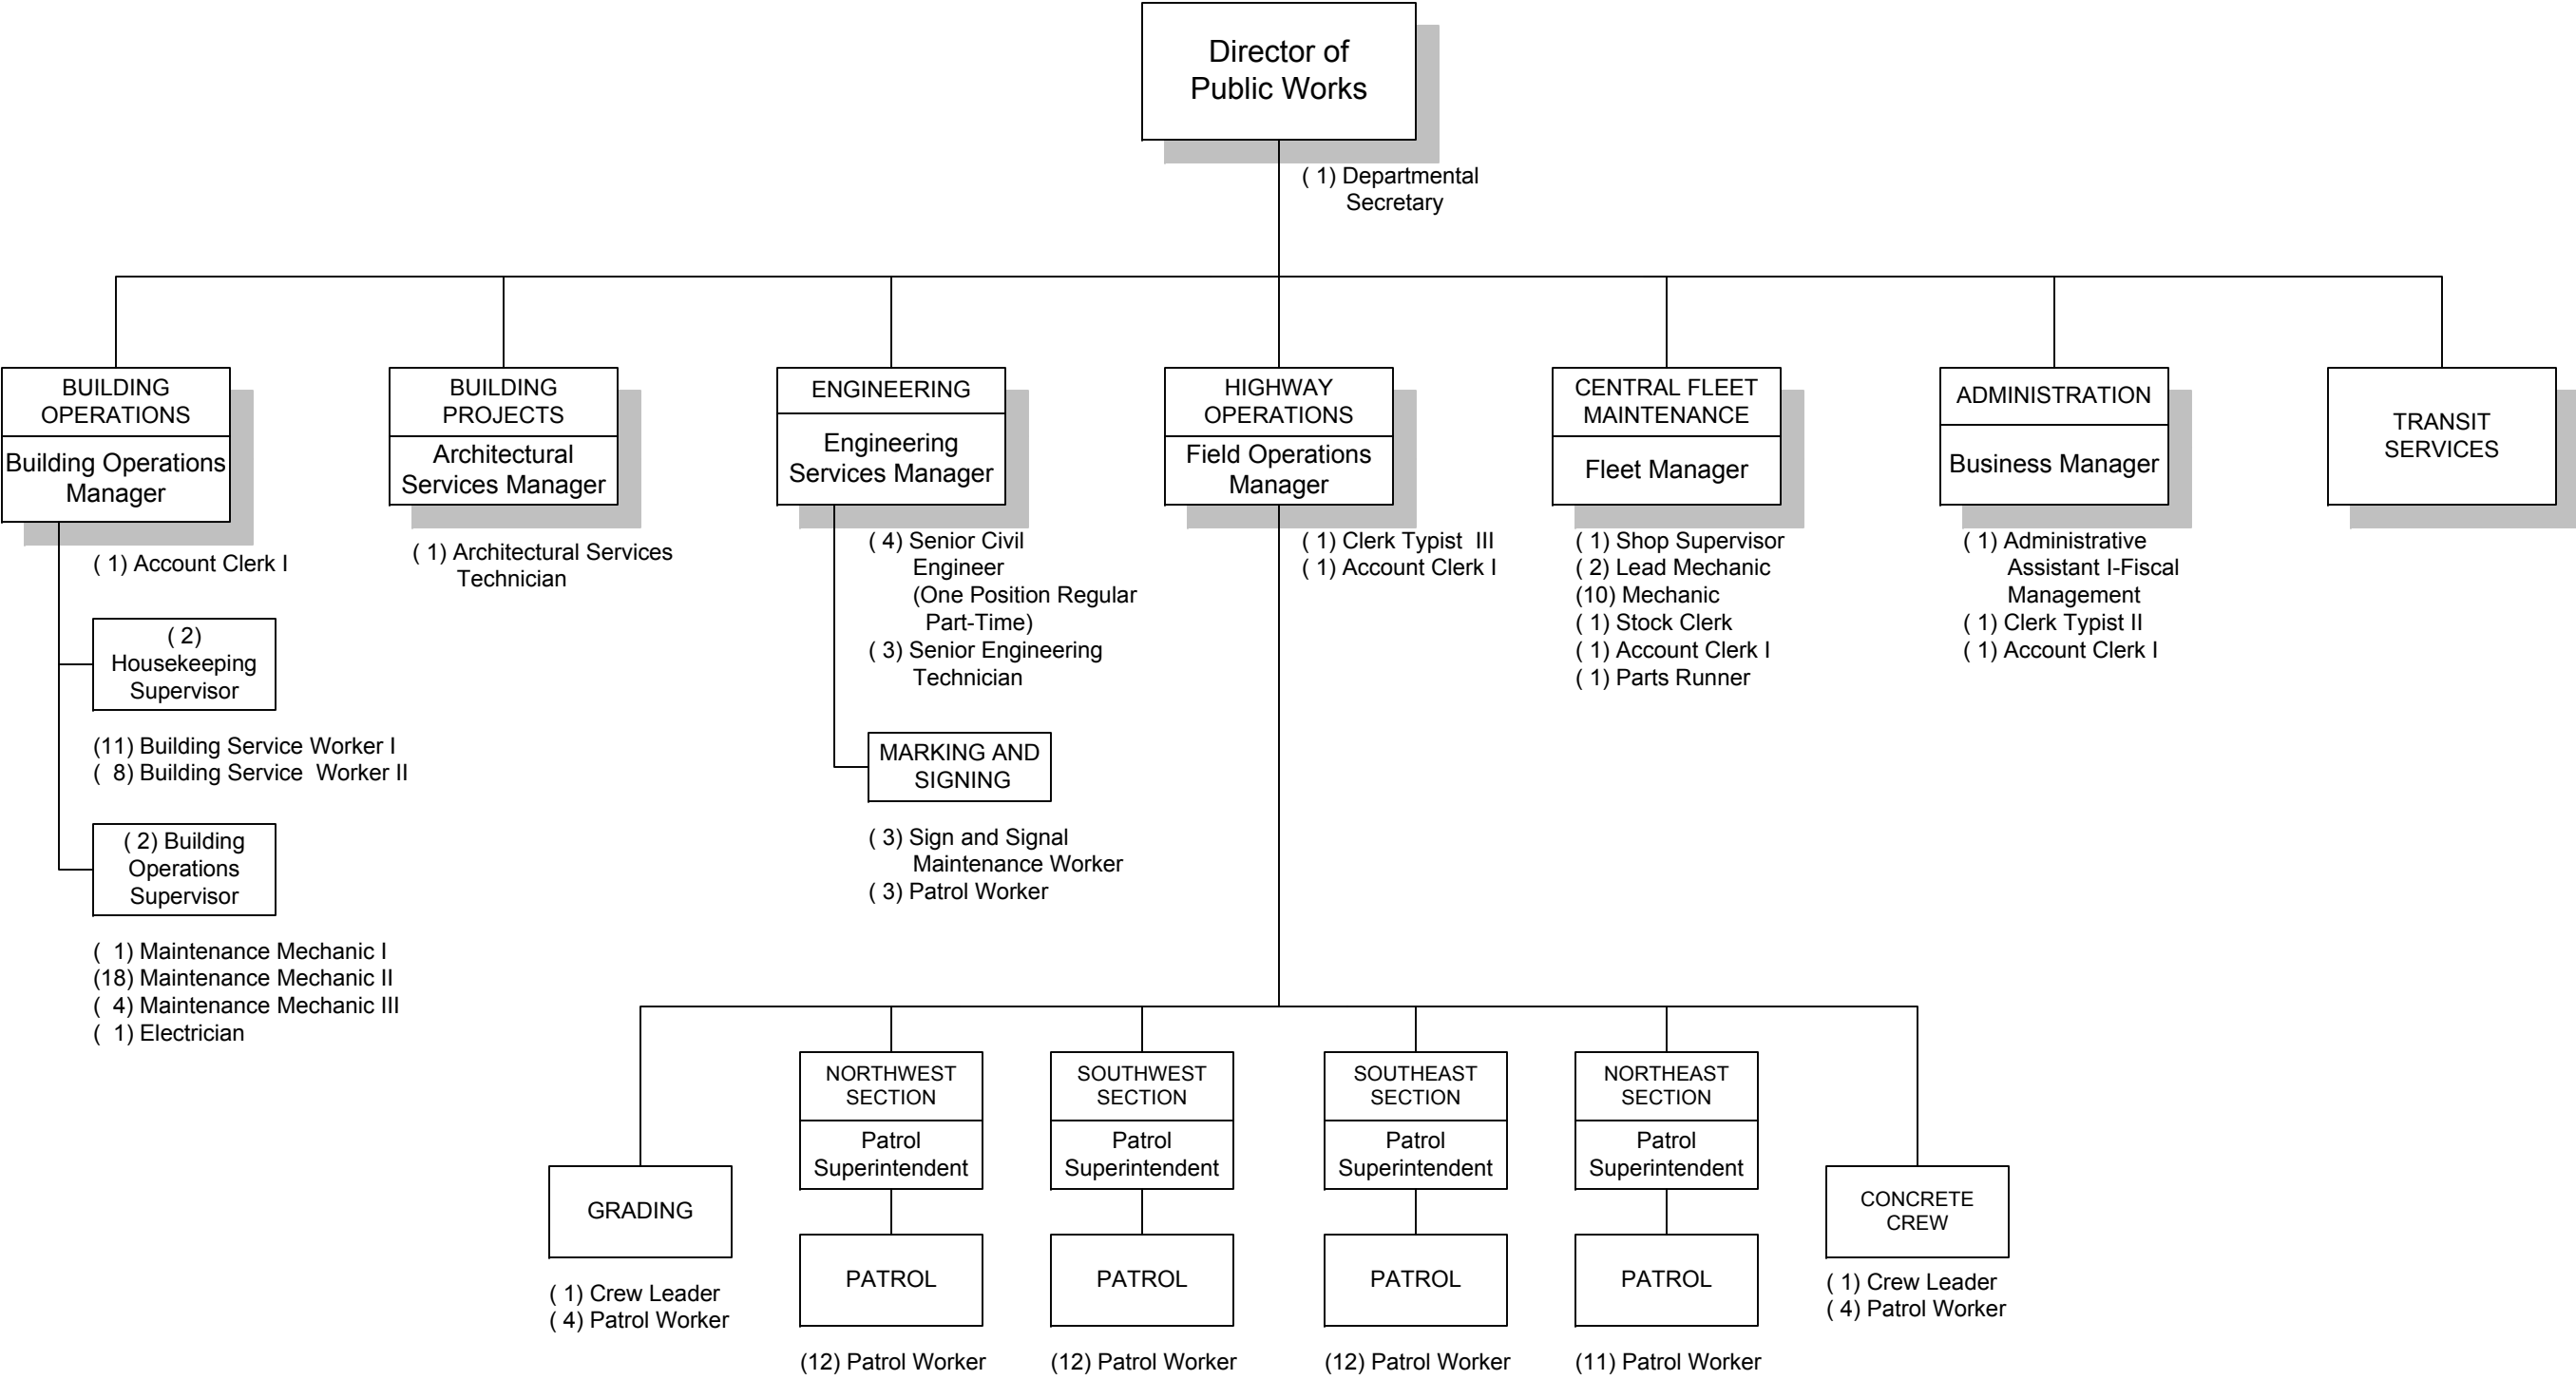 Director of
Public Works
( 1) Departmental
Secretary
BUILDING
OPERATIONS
Building Operations
Manager
( 1) Account Clerk I
( 2)
Housekeeping
Supervisor
(11) Building Service Worker I
( 8) Building Service Worker II
( 2) Building
Operations
Supervisor
( 1) Maintenance Mechanic I
(18) Maintenance Mechanic II
( 4) Maintenance Mechanic III
( 1) Electrician
BUILDING
PROJECTS
Architectural
Services Manager
( 1) Architectural Services
Technician
ENGINEERING
Engineering
Services Manager
( 4) Senior Civil
Engineer
(One Position Regular
Part-Time)
( 3) Senior Engineering
Technician
MARKING AND
SIGNING
( 3) Sign and Signal
Maintenance Worker
( 3) Patrol Worker
HIGHWAY
OPERATIONS
Field Operations
Manager
( 1) Clerk Typist III
( 1) Account Clerk I
CENTRAL FLEET
MAINTENANCE
Fleet Manager
( 1) Shop Supervisor
( 2) Lead Mechanic
(10) Mechanic
( 1) Stock Clerk
( 1) Account Clerk I
( 1) Parts Runner
ADMINISTRATION
Business Manager
( 1) Administrative
Assistant I-Fiscal
Management
( 1) Clerk Typist II
( 1) Account Clerk I
TRANSIT
SERVICES
GRADING
( 1) Crew Leader
( 4) Patrol Worker
NORTHWEST
SECTION
Patrol
Superintendent
PATROL
(12) Patrol Worker
SOUTHWEST
SECTION
Patrol
Superintendent
PATROL
(12) Patrol Worker
SOUTHEAST
SECTION
Patrol
Superintendent
PATROL
(12) Patrol Worker
NORTHEAST
SECTION
Patrol
Superintendent
PATROL
(11) Patrol Worker
CONCRETE
CREW
( 1) Crew Leader
( 4) Patrol Worker